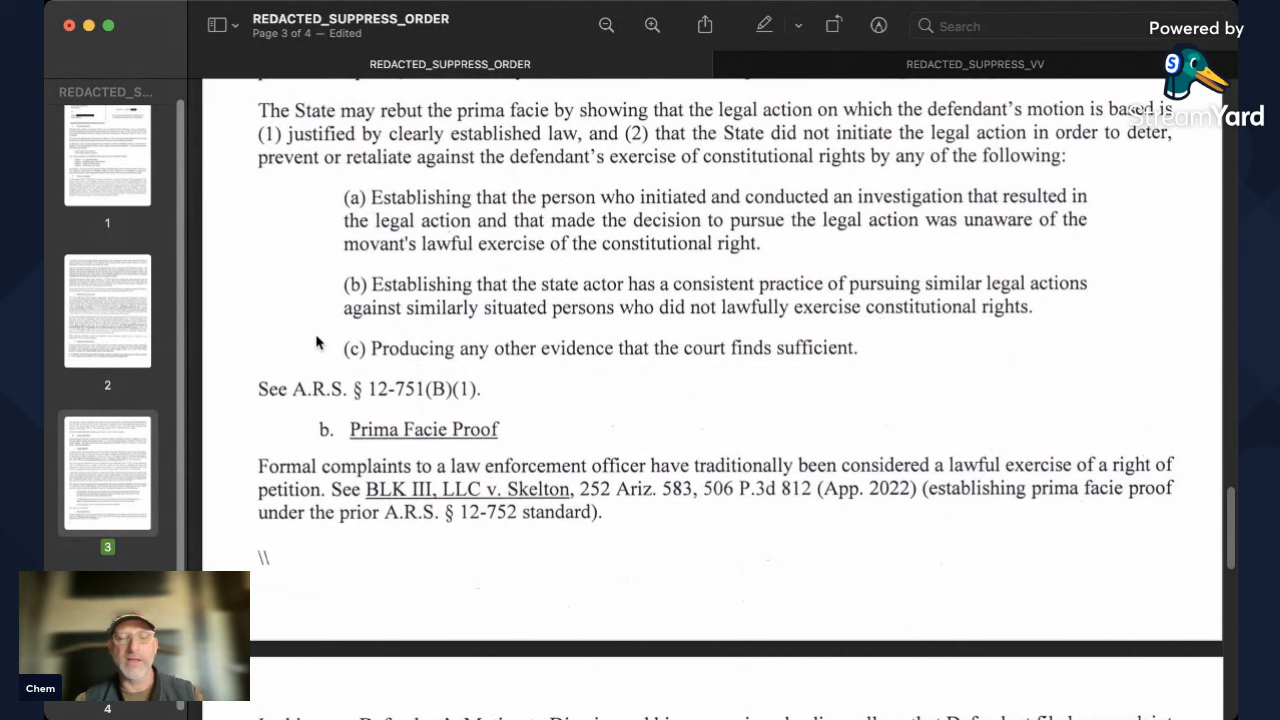 REDACTED_SUPPRESS_ORDER
Page 3 of 4 — Edited
Search
Powered by
StreamYard
REDACTED_SUPPRESS_ORDER
REDACTED_SUPPRESS_VV
REDACTED_S...
1
2
3
4
The State may rebut the prima facie by showing that the legal action on which the defendant's motion is based is
(1) justified by clearly established law, and (2) that the State did not initiate the legal action in order to deter,
prevent or retaliate against the defendant's exercise of constitutional rights by any of the following:
(a) Establishing that the person who initiated and conducted an investigation that resulted in
the legal action and that made the decision to pursue the legal action was unaware of the
movant's lawful exercise of the constitutional right.
(b) Establishing that the state actor has a consistent practice of pursuing similar legal actions
against similarly situated persons who did not lawfully exercise constitutional rights.
(c) Producing any other evidence that the court finds sufficient.
See A.R.S. § 12-751(B)(1).
b. Prima Facie Proof
Formal complaints to a law enforcement officer have traditionally been considered a lawful exercise of a right of
petition. See BLK III, LLC v. Skelton, 252 Ariz. 583, 506 P.3d 812 (App. 2022) (establishing prima facie proof
under the prior A.R.S. § 12-752 standard).
\\
Chem